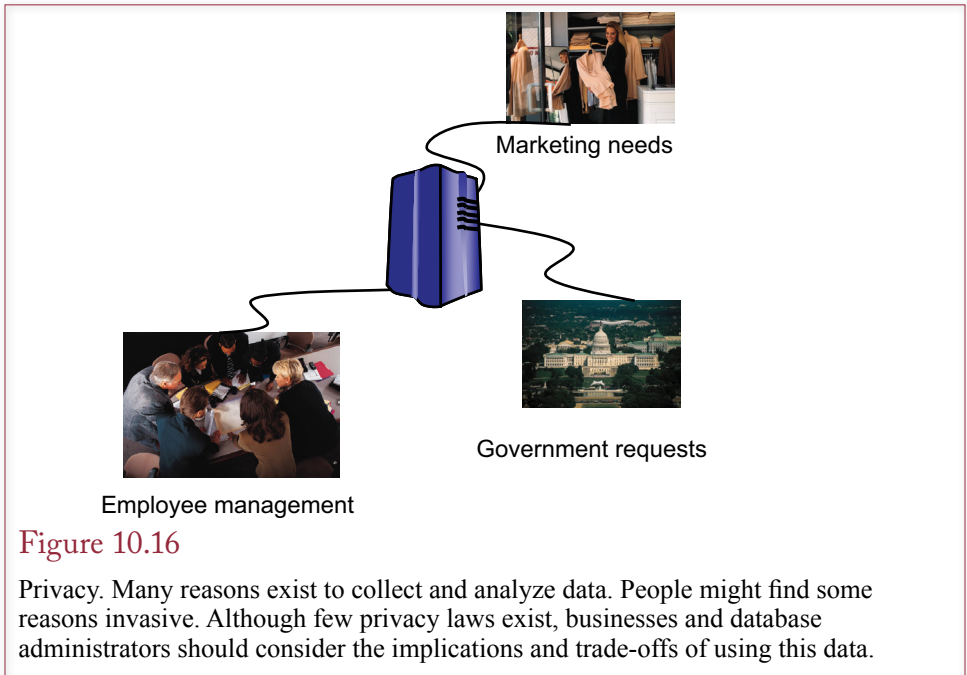 Marketing needs
Government requests
Employee management
Figure 10.16
Privacy. Many reasons exist to collect and analyze data. People might find some
reasons invasive. Although few privacy laws exist, businesses and database
administrators should consider the implications and trade-offs of using this data.